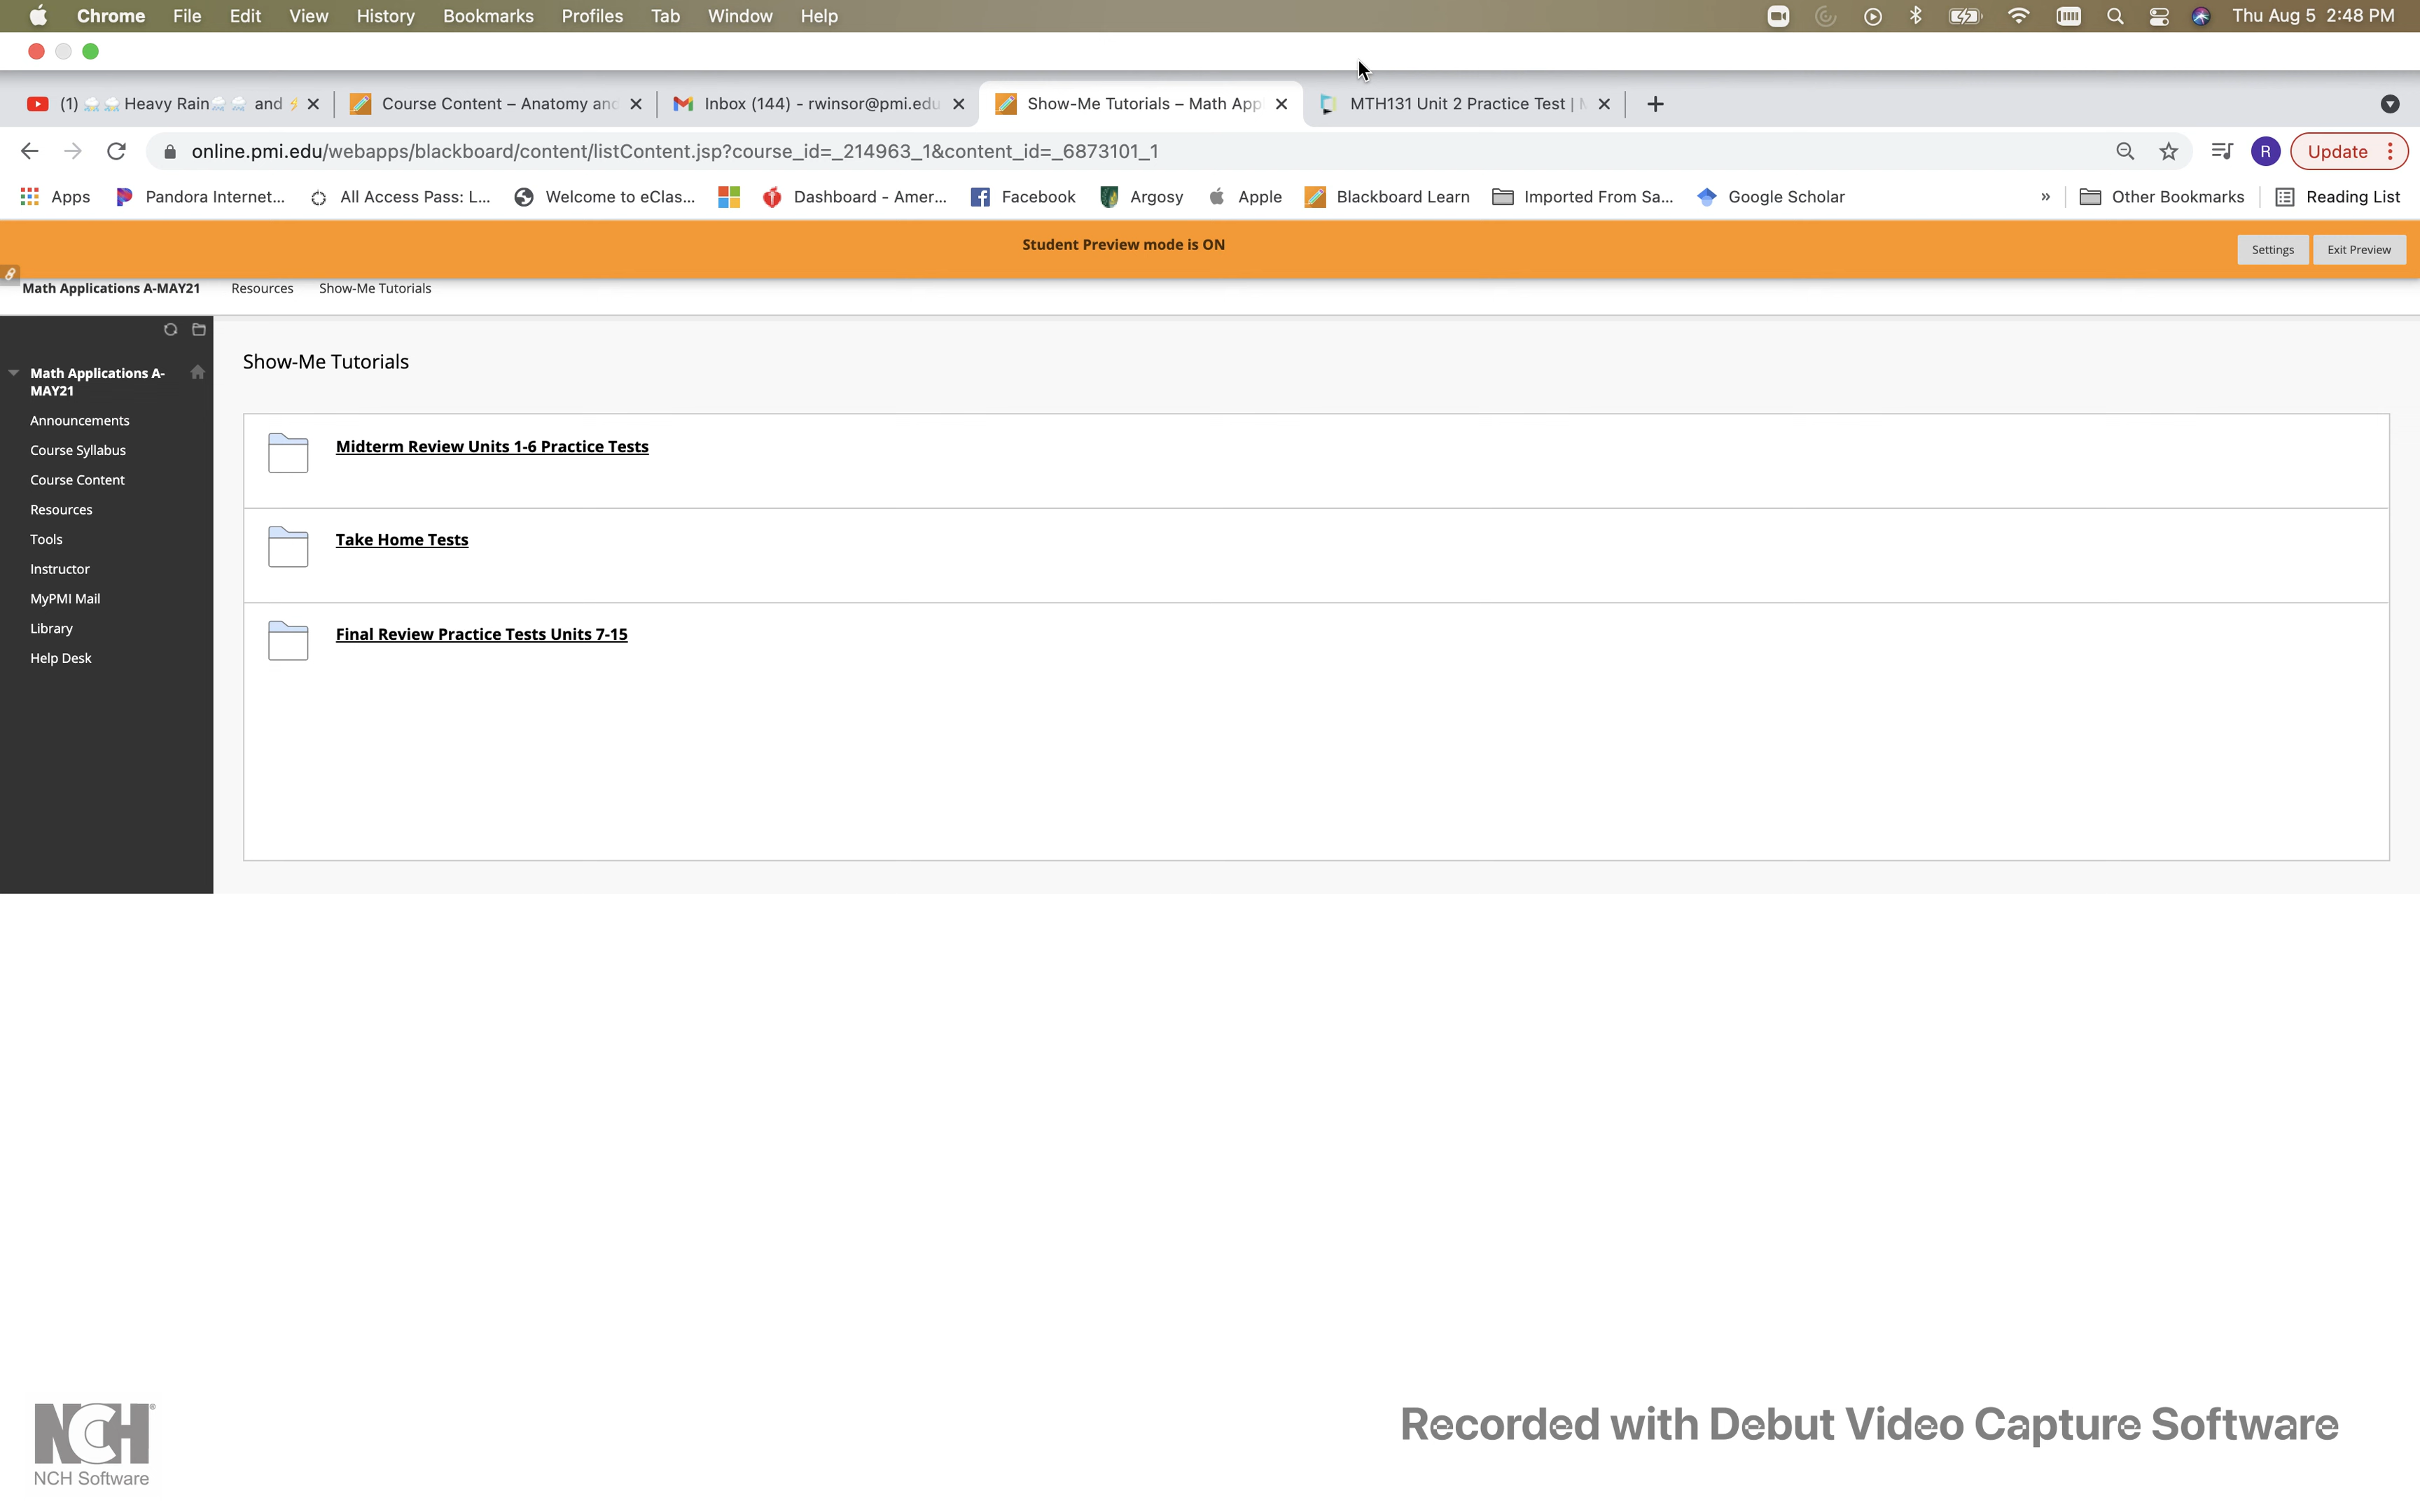 Chrome File Edit View History Bookmarks Profiles Tab Window Help Thu Aug 5 2:48 PM
(1) 🌧️🌧️ Heavy Rain🌧️🌧️ and ⚡ Course Content – Anatomy and Inbox (144) - rwinsor@pmi.edu Show-Me Tutorials – Math App MTH131 Unit 2 Practice Test |
online.pmi.edu/webapps/blackboard/content/listContent.jsp?course_id=_214963_1&content_id=_6873101_1 R Update
Apps Pandora Internet... All Access Pass: L... Welcome to eClas... Dashboard - Amer... Facebook Argosy Apple Blackboard Learn Imported From Sa... Google Scholar » Other Bookmarks Reading List
Student Preview mode is ON Settings Exit Preview
Math Applications A-MAY21 Resources Show-Me Tutorials
Show-Me Tutorials
Math Applications A-
MAY21
Announcements
Course Syllabus
Course Content
Resources
Tools
Instructor
MyPMI Mail
Library
Help Desk
Midterm Review Units 1-6 Practice Tests
Take Home Tests
Final Review Practice Tests Units 7-15
NCH®
NCH Software
Recorded with Debut Video Capture Software